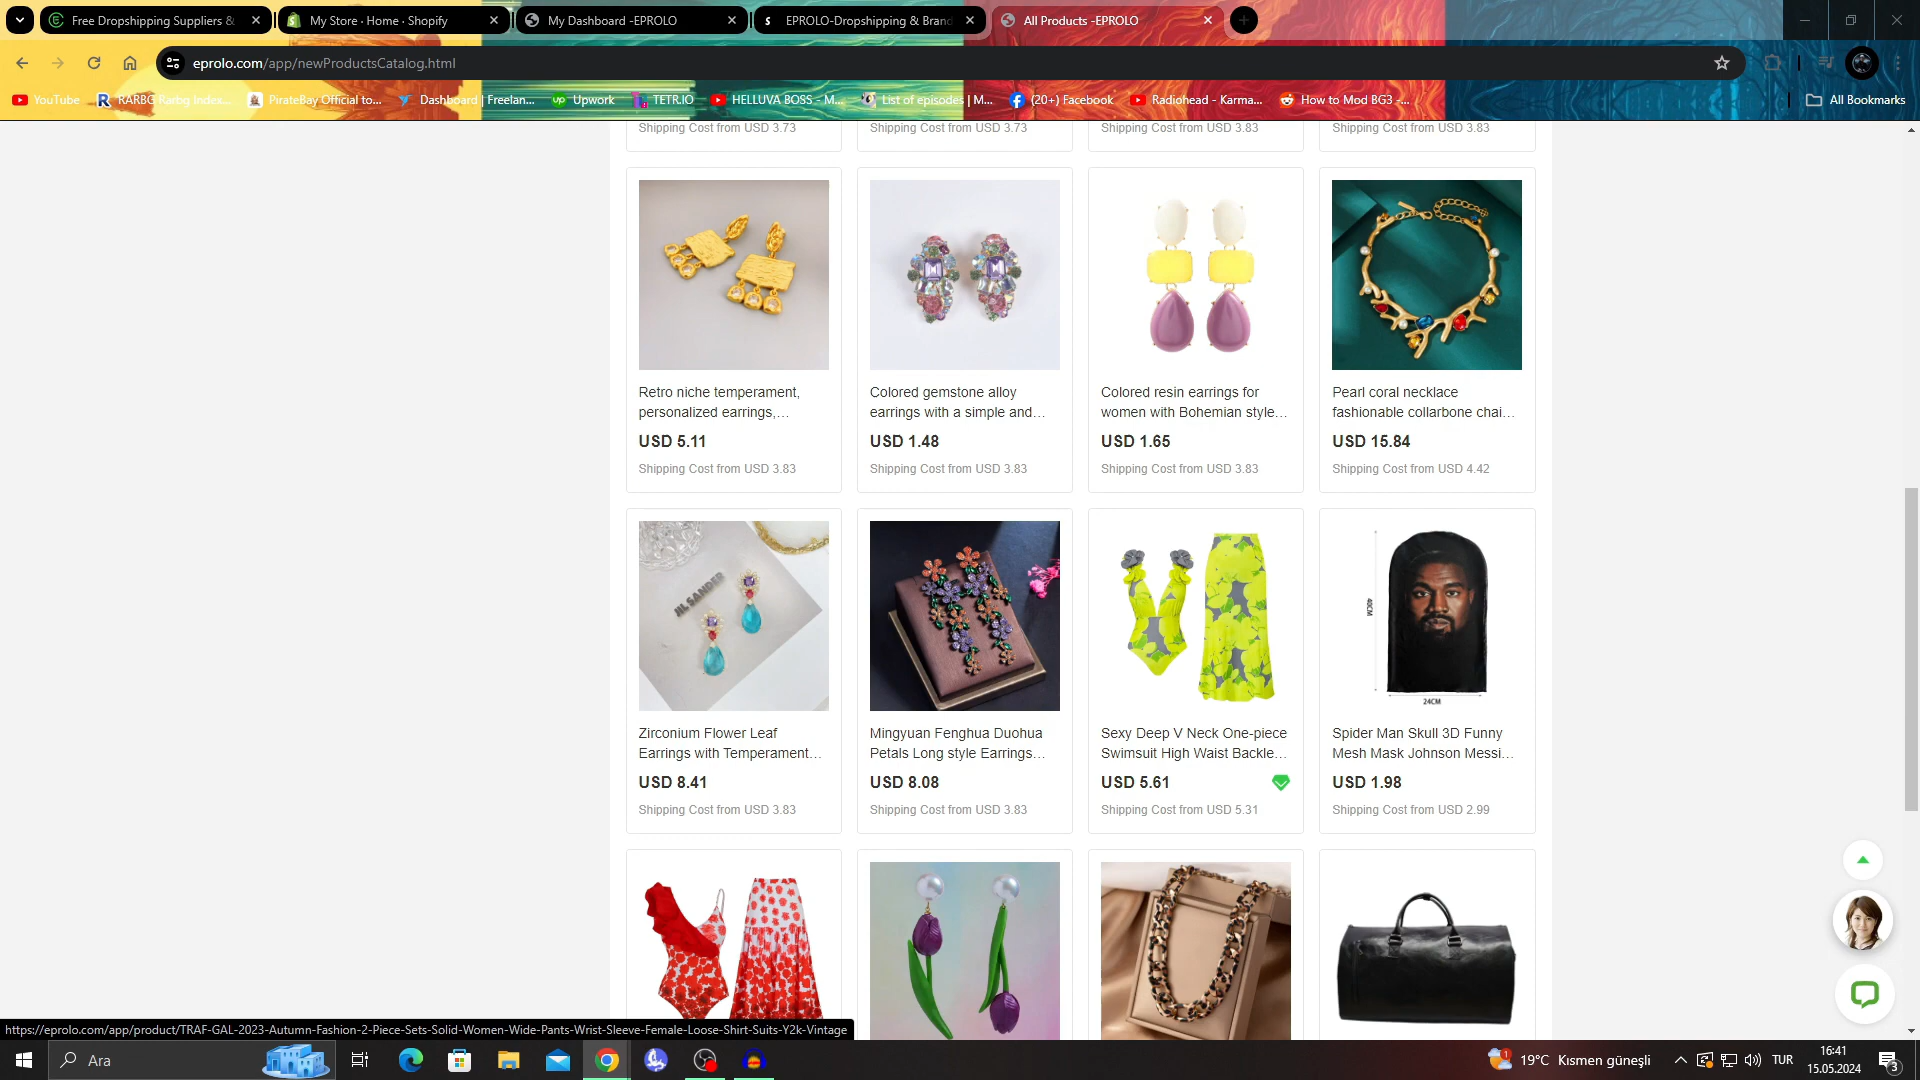 Free Dropshipping Suppliers &
My Store · Home · Shopify
My Dashboard -EPROLO
EPROLO-Dropshipping & Brand
All Products -EPROLO
eprolo.com/app/newProductsCatalog.html
YouTube
RARBG Rarbg Index...
PirateBay Official to...
Dashboard | Freelan...
Upwork
TETR.IO
HELLUVA BOSS - M...
List of episodes | M...
(20+) Facebook
Radiohead - Karma...
How to Mod BG3 -...
All Bookmarks
Shipping Cost from USD 3.73
Shipping Cost from USD 3.73
Shipping Cost from USD 3.83
Shipping Cost from USD 3.83
Retro niche temperament,
personalized earrings,...
USD 5.11
Shipping Cost from USD 3.83
Colored gemstone alloy
earrings with a simple and...
USD 1.48
Shipping Cost from USD 3.83
Colored resin earrings for
women with Bohemian style...
USD 1.65
Shipping Cost from USD 3.83
Pearl coral necklace
fashionable collarbone chai...
USD 15.84
Shipping Cost from USD 4.42
JIL SANDER
Zirconium Flower Leaf
Earrings with Temperament...
USD 8.41
Shipping Cost from USD 3.83
Mingyuan Fenghua Duohua
Petals Long style Earrings...
USD 8.08
Shipping Cost from USD 3.83
Sexy Deep V Neck One-piece
Swimsuit High Waist Backle...
USD 5.61
Shipping Cost from USD 5.31
40CM
24CM
Spider Man Skull 3D Funny
Mesh Mask Johnson Messi...
USD 1.98
Shipping Cost from USD 2.99
https://eprolo.com/app/product/TRAF-GAL-2023-Autumn-Fashion-2-Piece-Sets-Solid-Women-Wide-Pants-Wrist-Sleeve-Female-Loose-Shirt-Suits-Y2k-Vintage
Ara
1
19°C Kısmen güneşli
TUR
16:41
15.05.2024
3